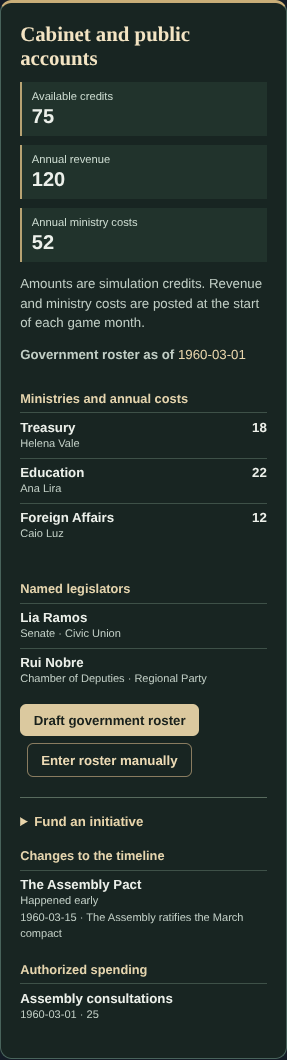 Cabinet and public
accounts
Available credits
75
Annual revenue
120
Annual ministry costs
52
Amounts are simulation credits. Revenue
and ministry costs are posted at the start
of each game month.
Government roster as of 1960-03-01
Ministries and annual costs
Treasury 18
Helena Vale
Education 22
Ana Lira
Foreign Affairs 12
Caio Luz
Named legislators
Lia Ramos
Senate · Civic Union
Rui Nobre
Chamber of Deputies · Regional Party
Draft government roster
Enter roster manually
Fund an initiative
Changes to the timeline
The Assembly Pact
Happened early
1960-03-15 · The Assembly ratifies the March
compact
Authorized spending
Assembly consultations
1960-03-01 · 25